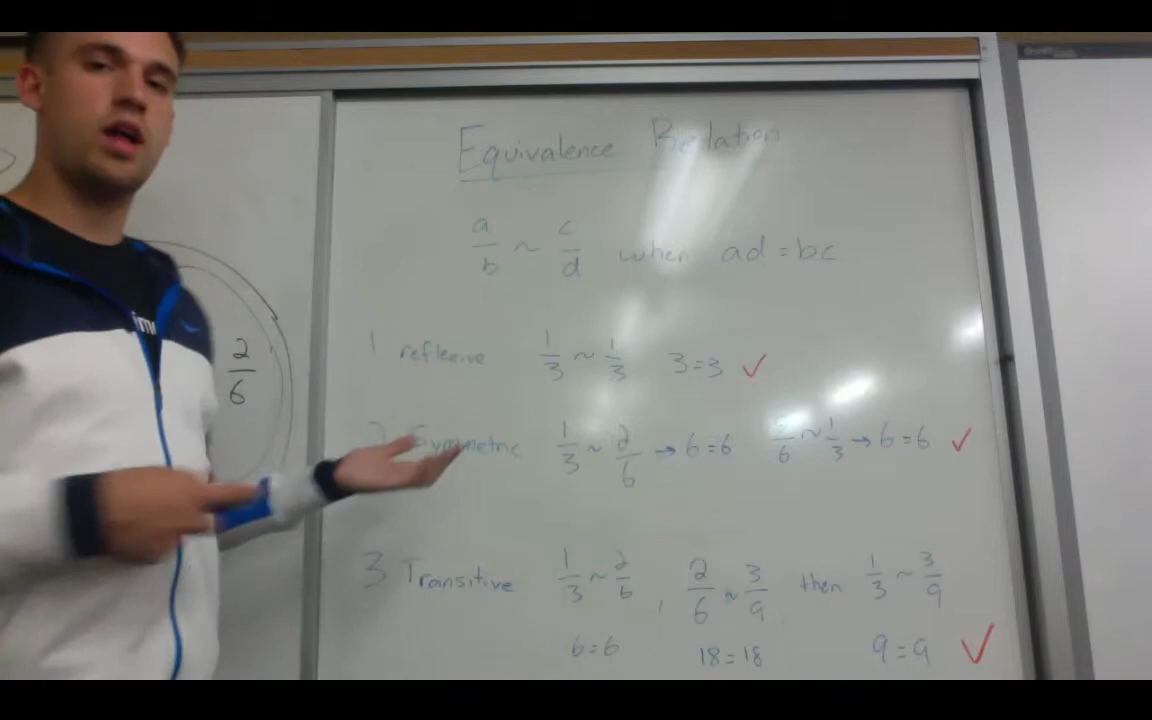 Equivalence Relation
a/b ~ c/d when ad = bc
1 reflexive 1/3 ~ 1/3 3=3 ✓
2 Symmetric 1/3 ~ 2/6 → 6=6 2/6 ~ 1/3 → 6=6 ✓
3 Transitive 1/3 ~ 2/6 , 2/6 ~ 3/9 then 1/3 ~ 3/9
6=6 18=18 9=9 ✓
2/6